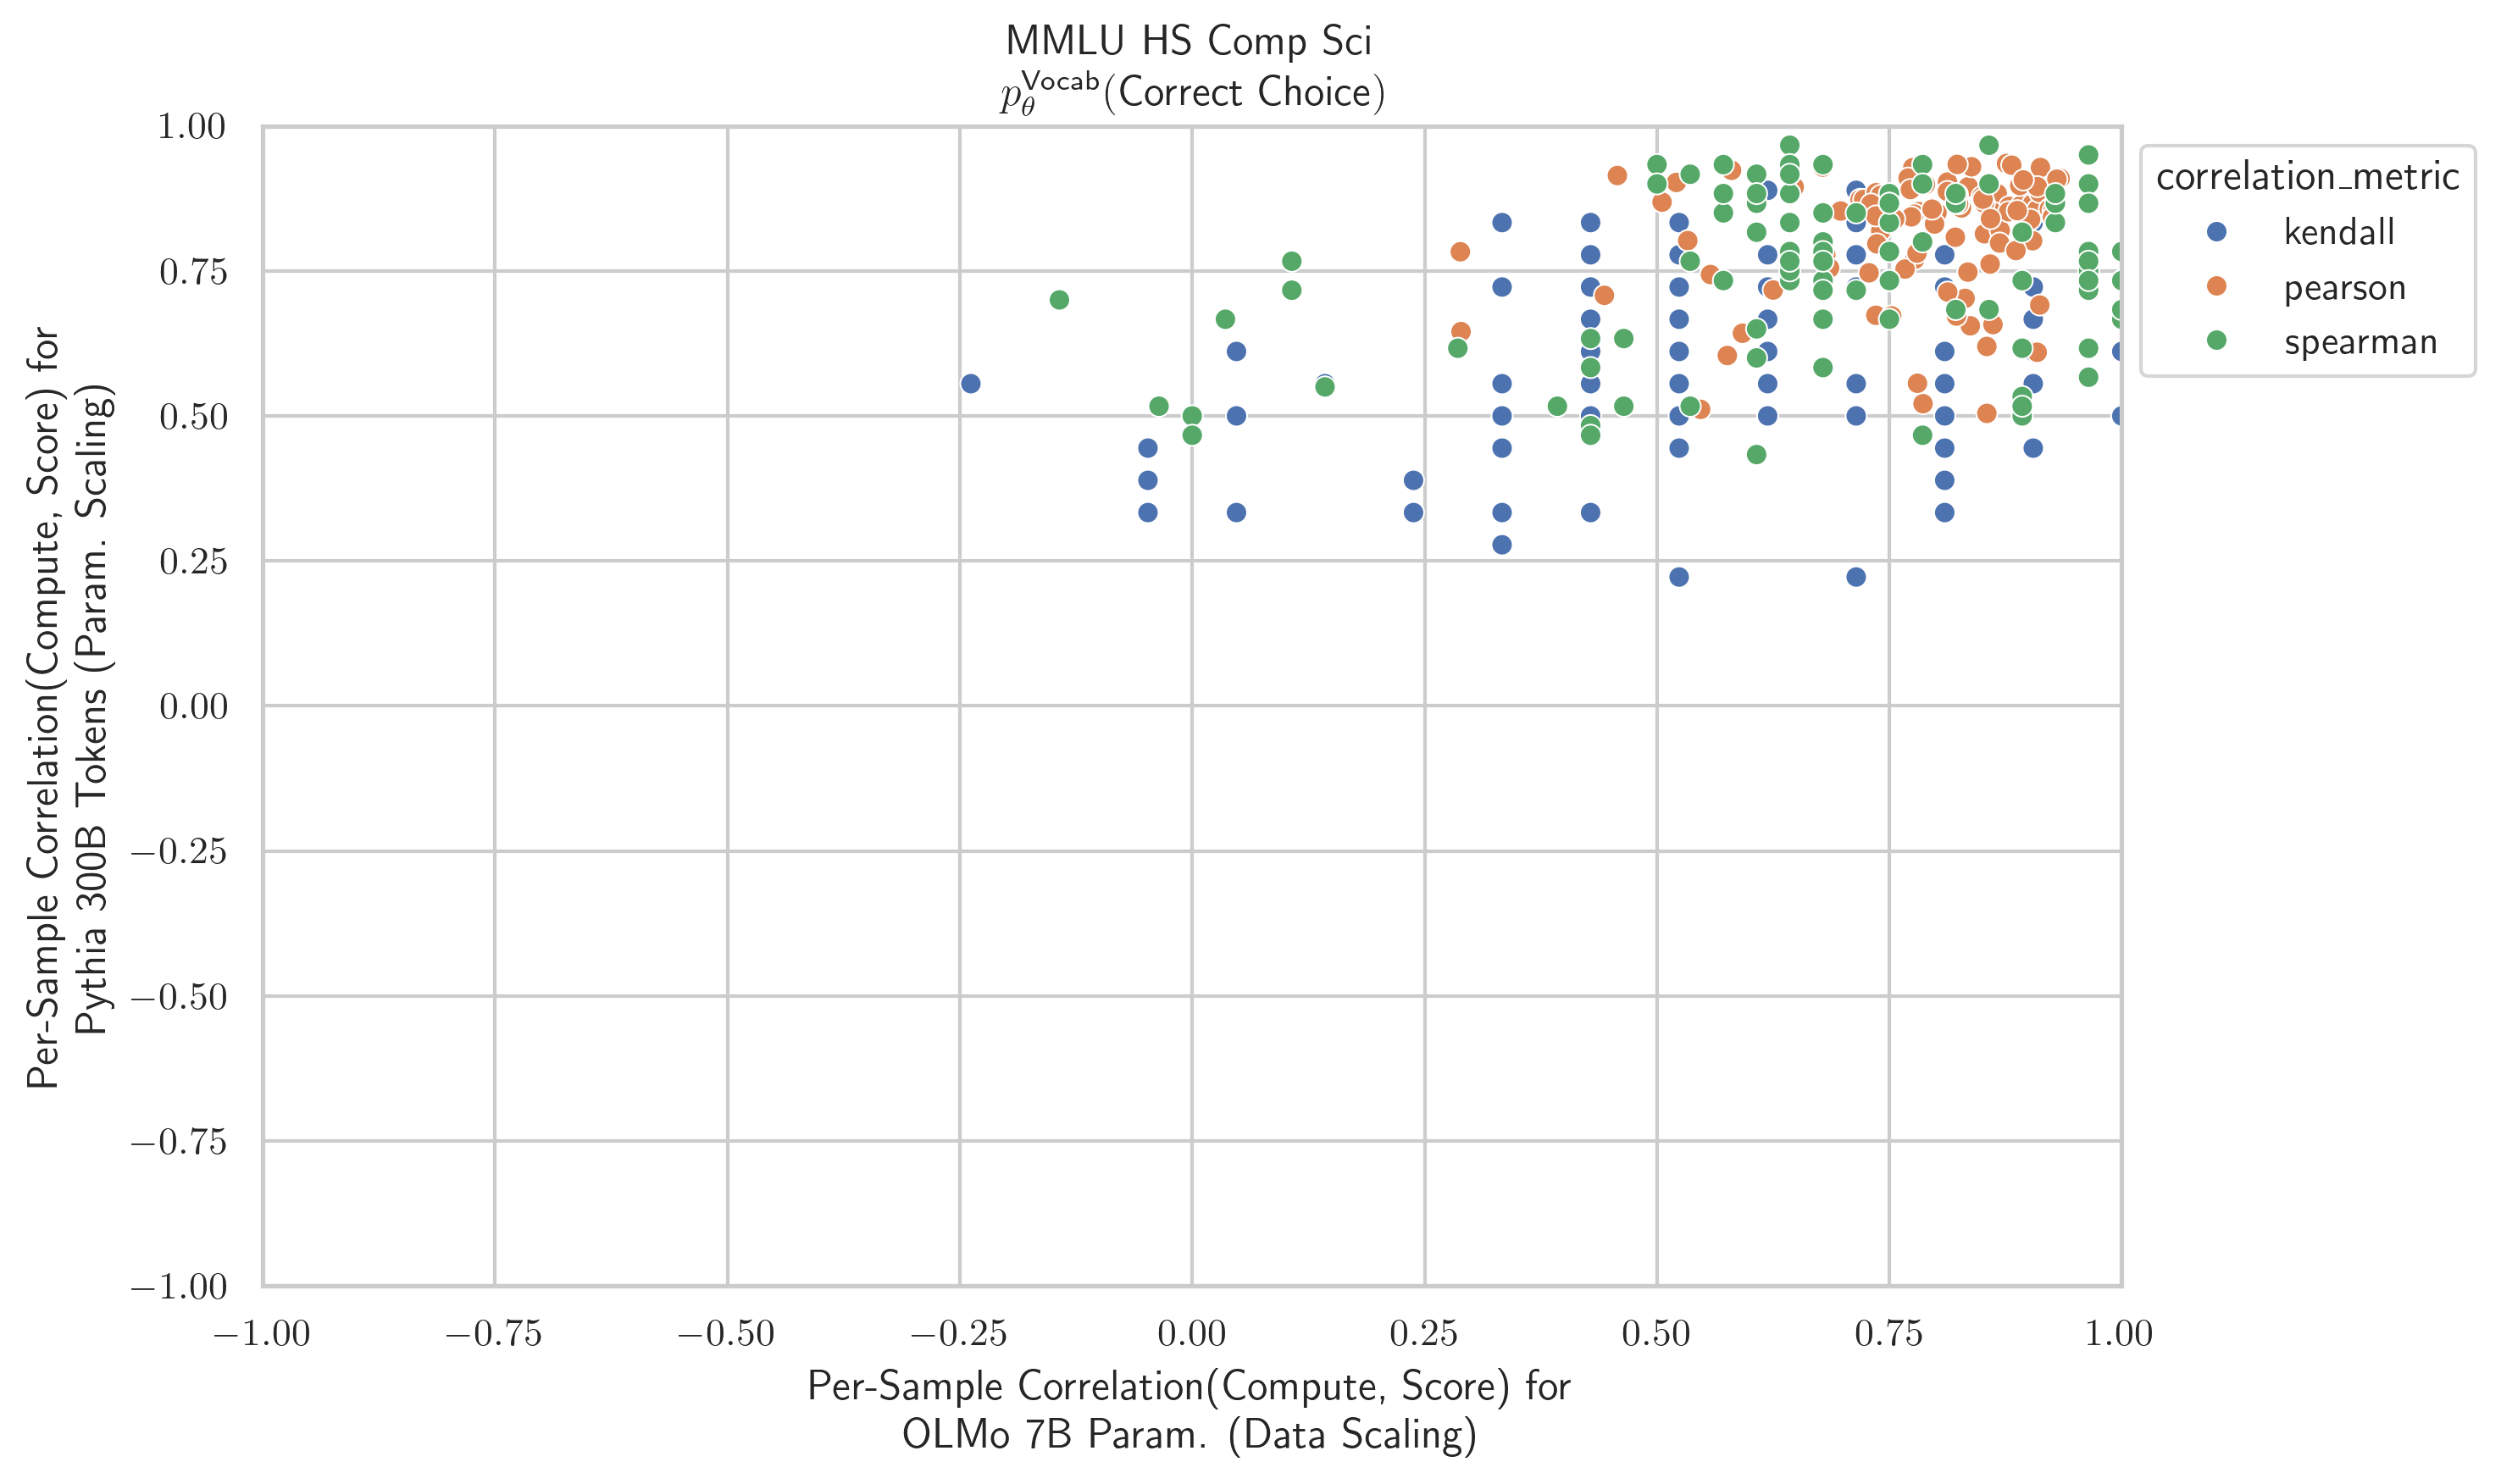 MMLU HS Comp Sci
p_θ^Vocab(Correct Choice)
1.00
0.75
0.50
0.25
0.00
−0.25
−0.50
−0.75
−1.00
Per-Sample Correlation(Compute, Score) for
Pythia 300B Tokens (Param. Scaling)
correlation_metric
kendall
pearson
spearman
−1.00 −0.75 −0.50 −0.25 0.00 0.25 0.50 0.75 1.00
Per-Sample Correlation(Compute, Score) for
OLMo 7B Param. (Data Scaling)